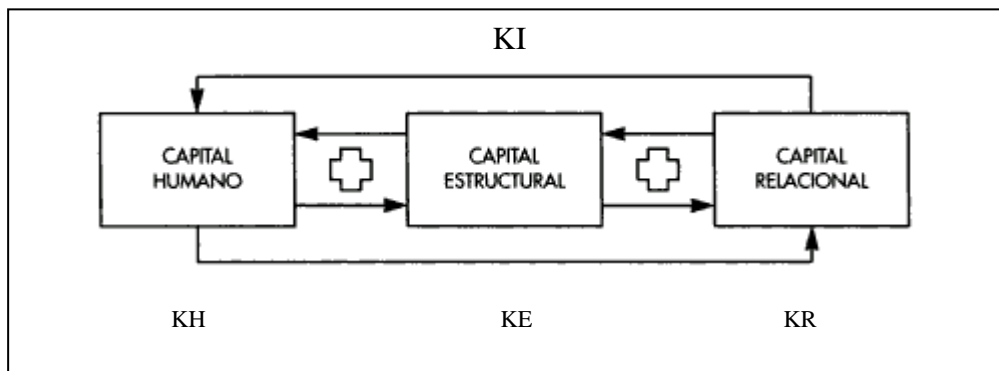 KI
CAPITAL
HUMANO
CAPITAL
ESTRUCTURAL
CAPITAL
RELACIONAL
KH
KE
KR